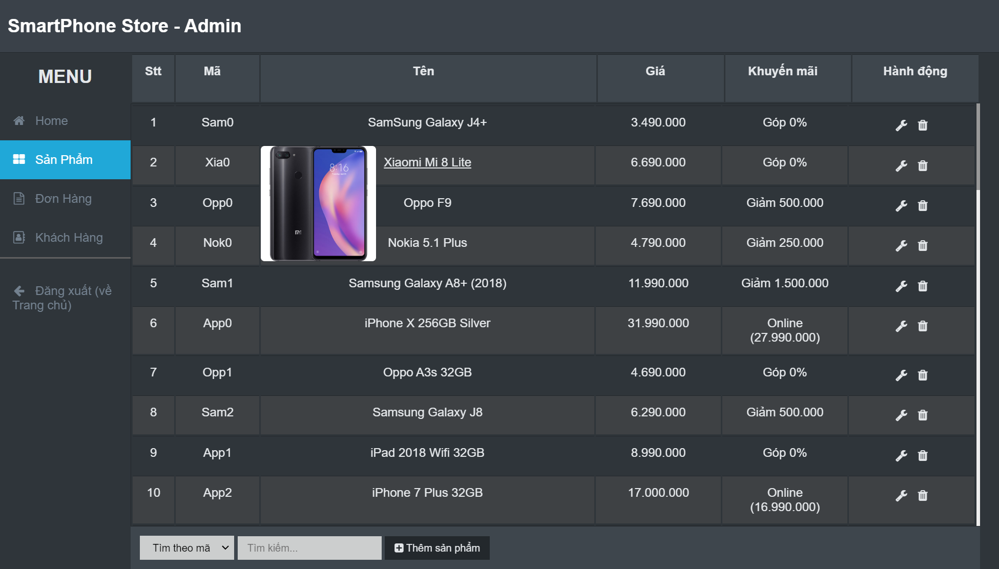 SmartPhone Store - Admin
MENU
Home
Sản Phẩm
Đơn Hàng
Khách Hàng
Đăng xuất (về
Trang chủ)
Stt Mã Tên Giá Khuyến mãi Hành động
1 Sam0 SamSung Galaxy J4+ 3.490.000 Góp 0%
2 Xia0 Xiaomi Mi 8 Lite 6.690.000 Góp 0%
8:16
3 Opp0 Oppo F9 7.690.000 Giảm 500.000
4 Nok0 Nokia 5.1 Plus 4.790.000 Giảm 250.000
5 Sam1 Samsung Galaxy A8+ (2018) 11.990.000 Giảm 1.500.000
6 App0 iPhone X 256GB Silver 31.990.000 Online
(27.990.000)
7 Opp1 Oppo A3s 32GB 4.690.000 Góp 0%
8 Sam2 Samsung Galaxy J8 6.290.000 Giảm 500.000
9 App1 iPad 2018 Wifi 32GB 8.990.000 Góp 0%
10 App2 iPhone 7 Plus 32GB 17.000.000 Online
(16.990.000)
Tìm theo mã Tìm kiếm... Thêm sản phẩm